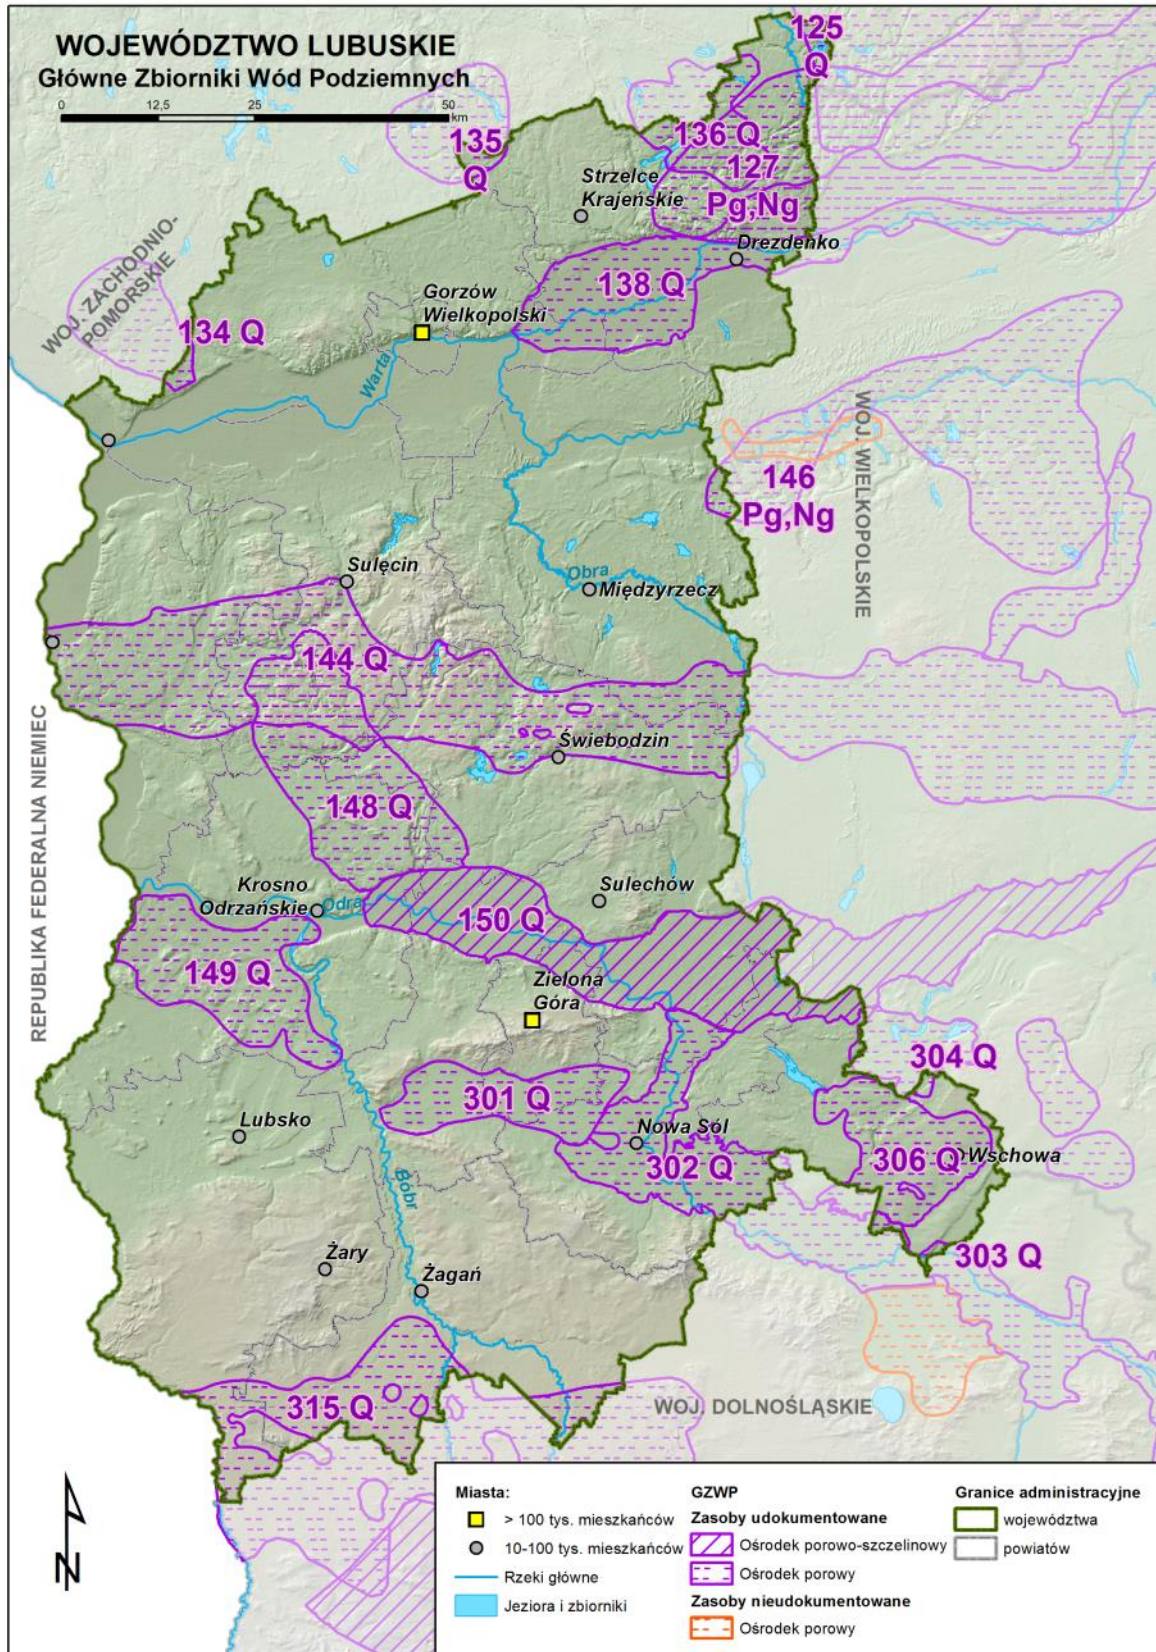 WOJEWÓDZTWO LUBUSKIE
Główne Zbiorniki Wód Podziemnych
0 12,5 25 50
km
125
Q
135
Q
136 Q
127
Pg,Ng
Strzelce
Krajeńskie
Drezdenko
138 Q
WOJ. ZACHODNIO-
POMORSKIE
134 Q
Gorzów
Wielkopolski
Warta
WOJ. WIELKOPOLSKIE
146
Pg,Ng
Sulęcin
Obra
Międzyrzecz
144 Q
REPUBLIKA FEDERALNA NIEMIEC
Świebodzin
148 Q
Krosno
Odrzańskie
Odra
Sulechów
150 Q
149 Q
Zielona
Góra
304 Q
301 Q
Lubsko
Nowa Sól
302 Q
306 Q
Wschowa
Bóbr
303 Q
Żary
Żagań
315 Q
WOJ. DOLNOŚLĄSKIE
N
Miasta:
> 100 tys. mieszkańców
10-100 tys. mieszkańców
Rzeki główne
Jeziora i zbiorniki
GZWP
Zasoby udokumentowane
Ośrodek porowo-szczelinowy
Ośrodek porowy
Zasoby nieudokumentowane
Ośrodek porowy
Granice administracyjne
województwa
powiatów